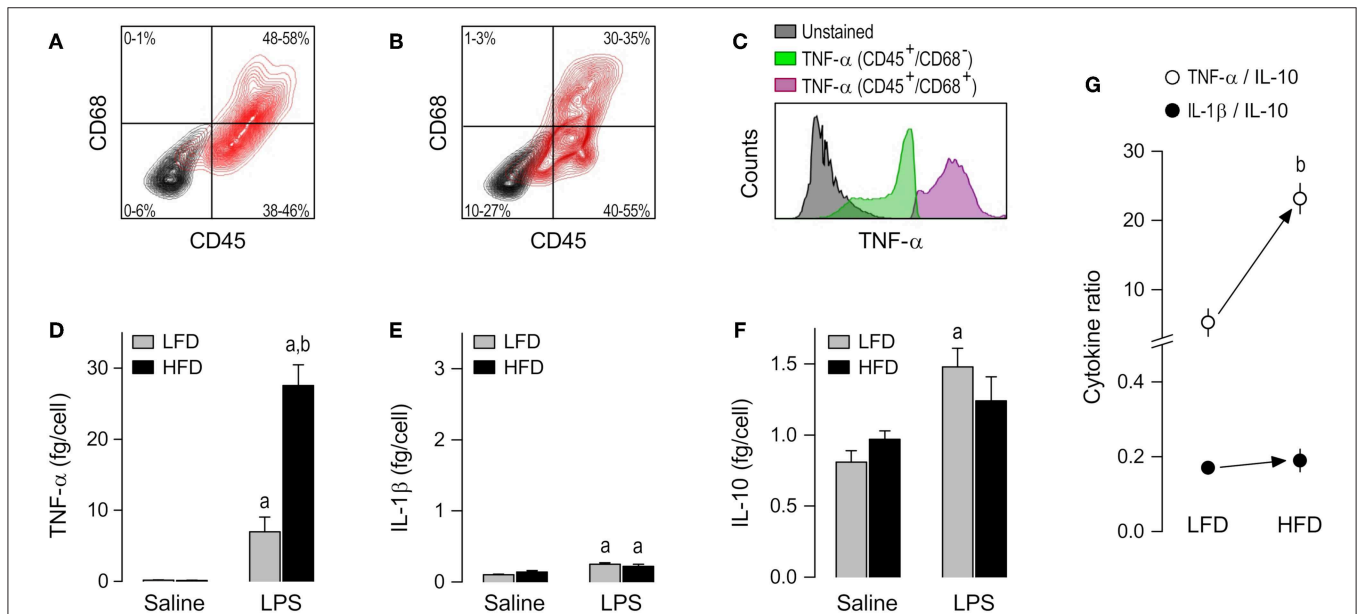 A
0-1%
48-58%
0-6%
38-46%
CD68
CD45
B
1-3%
30-35%
10-27%
40-55%
CD68
CD45
C
Unstained
TNF-α (CD45+/CD68-)
TNF-α (CD45+/CD68+)
Counts
TNF-α
D
LFD
HFD
TNF-α (fg/cell)
30
20
10
0
a
a,b
Saline
LPS
E
LFD
HFD
IL-1β (fg/cell)
3
2
1
0
a
a
Saline
LPS
F
LFD
HFD
IL-10 (fg/cell)
1.5
1.0
0.5
0.0
a
Saline
LPS
G
TNF-α / IL-10
IL-1β / IL-10
Cytokine ratio
30
20
10
0.4
0.2
0.0
b
LFD
HFD